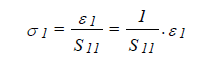 σ1 = ε1 / S11 = 1 / S11 . ε1